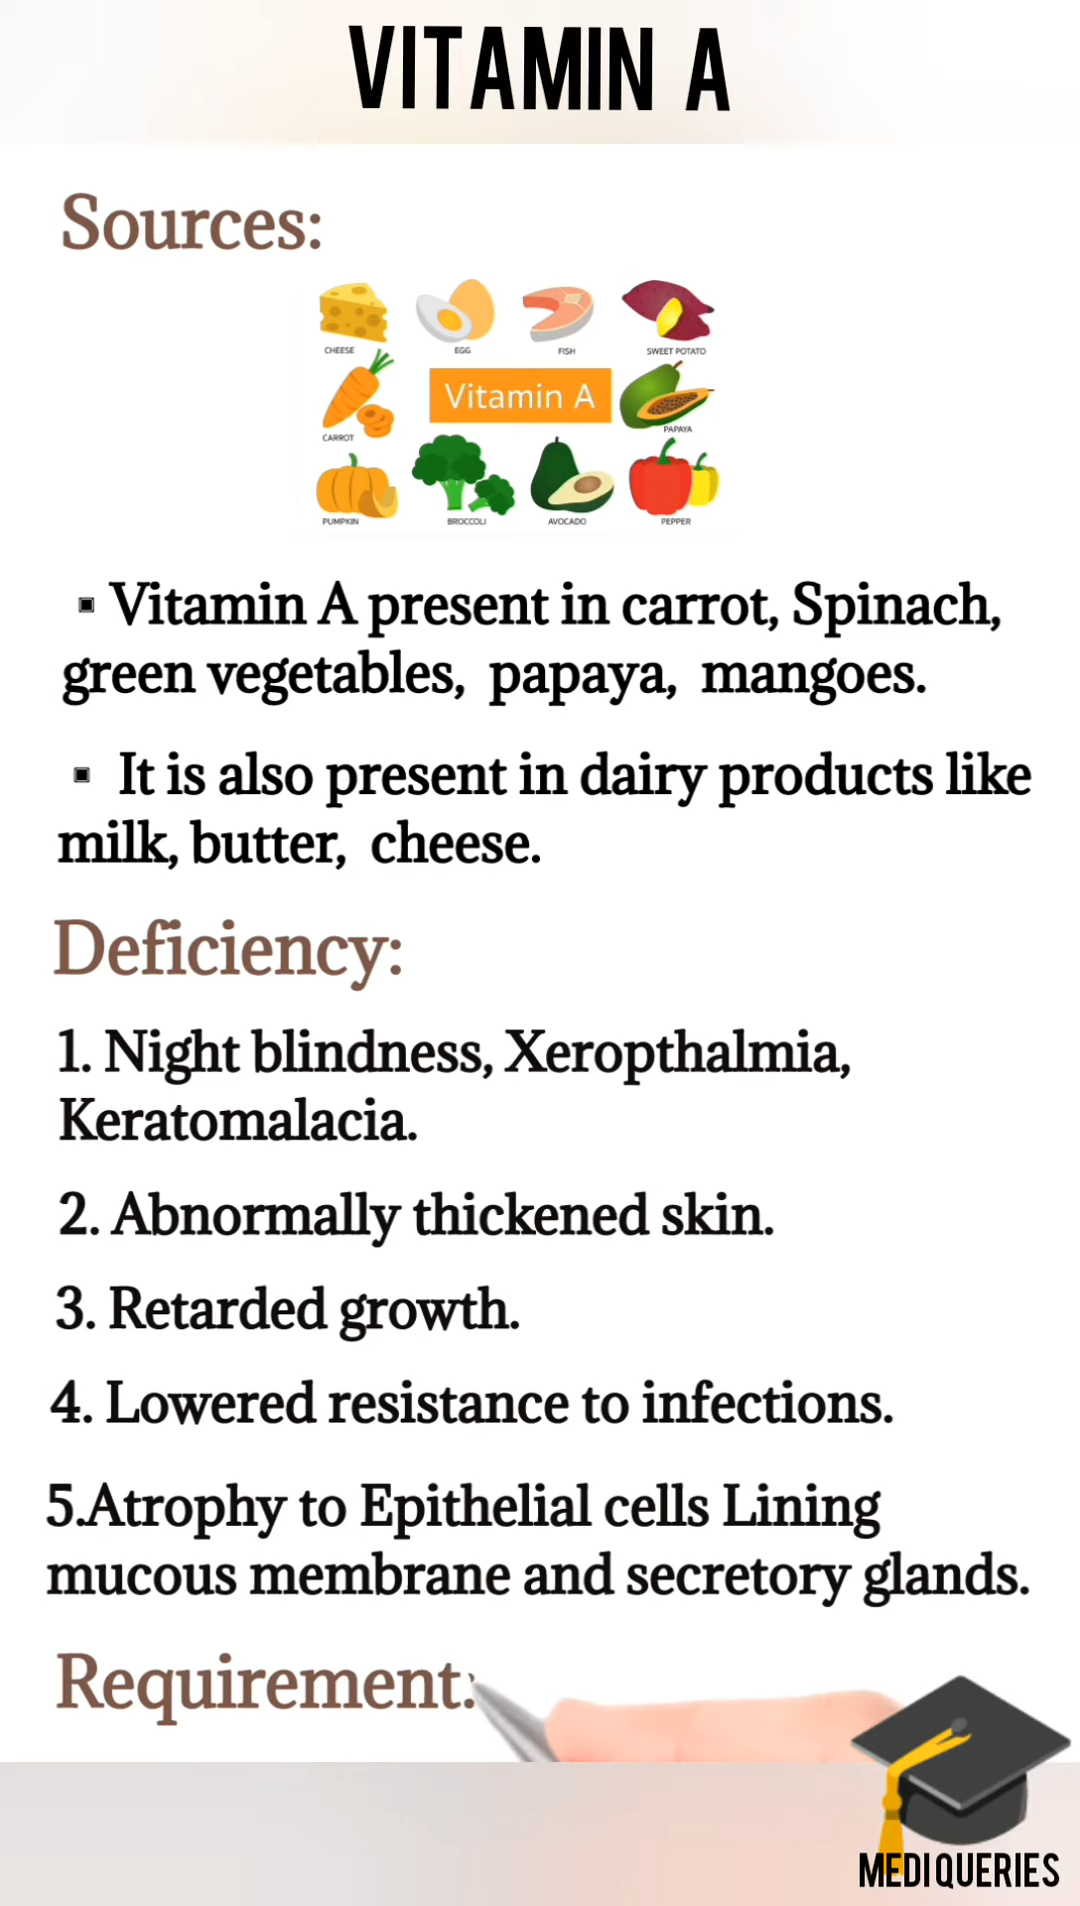 VITAMIN A
Sources:
CHEESE
EGG
FISH
SWEET POTATO
CARROT
Vitamin A
PAPAYA
PUMPKIN
BROCCOLI
AVOCADO
PEPPER
▣ Vitamin A present in carrot, Spinach,
green vegetables, papaya, mangoes.
▣ It is also present in dairy products like
milk, butter, cheese.
Deficiency:
1. Night blindness, Xeropthalmia,
Keratomalacia.
2. Abnormally thickened skin.
3. Retarded growth.
4. Lowered resistance to infections.
5.Atrophy to Epithelial cells Lining
mucous membrane and secretory glands.
Requirement:
MEDI QUERIES